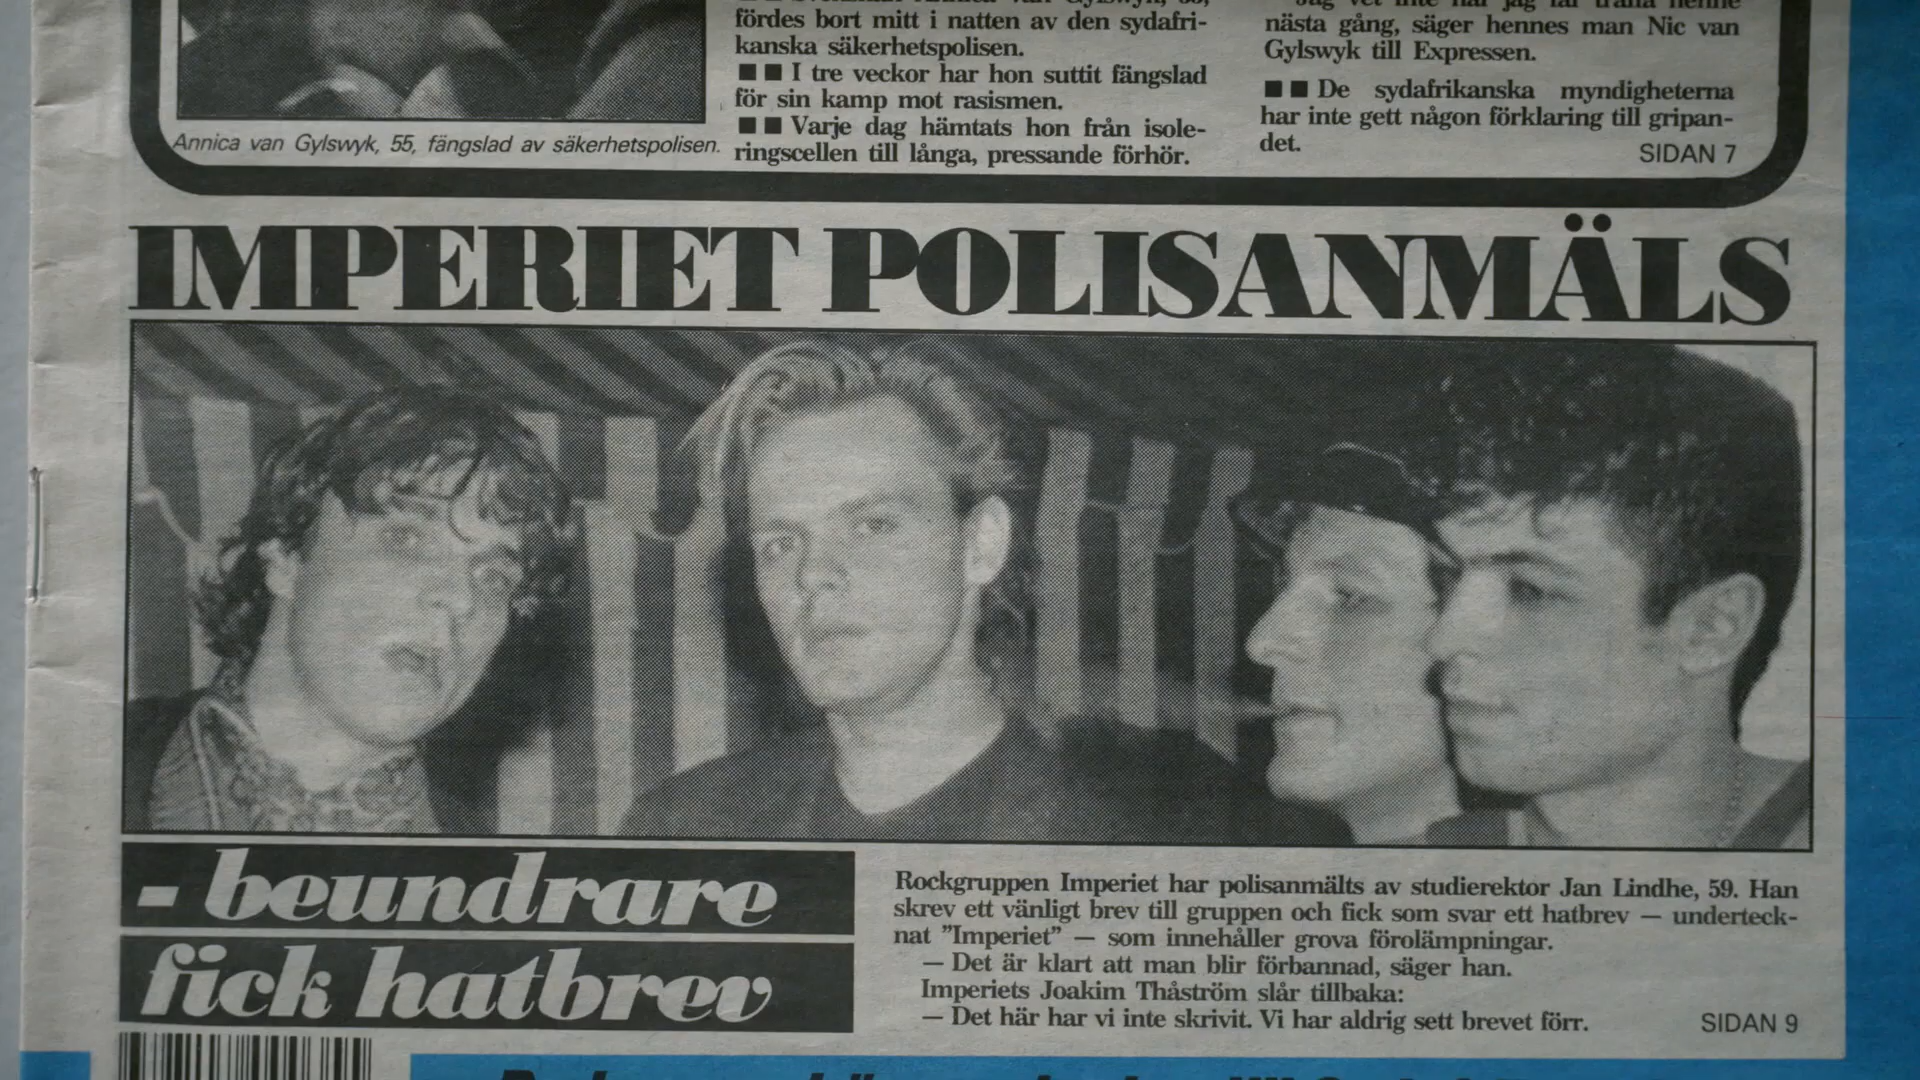 fördes bort mitt i natten av den sydafri-
kanska säkerhetspolisen.
■■ I tre veckor har hon suttit fängslad
för sin kamp mot rasismen.
■■ Varje dag hämtats hon från isole-
ringscellen till långa, pressande förhör.
nästa gång, säger hennes man Nic van
Gylswyk till Expressen.
■■ De sydafrikanska myndigheterna
har inte gett någon förklaring till gripan-
det.
SIDAN 7
Annica van Gylswyk, 55, fängslad av säkerhetspolisen.
IMPERIET POLISANMÄLS
- beundrare
fick hatbrev
Rockgruppen Imperiet har polisanmälts av studierektor Jan Lindhe, 59. Han
skrev ett vänligt brev till gruppen och fick som svar ett hatbrev — underteck-
nat ”Imperiet” — som innehåller grova förolämpningar.
— Det är klart att man blir förbannad, säger han.
Imperiets Joakim Thåström slår tillbaka:
— Det här har vi inte skrivit. Vi har aldrig sett brevet förr.
SIDAN 9